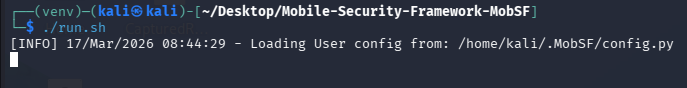 ┌──(venv)─(kali㉿kali)-[~/Desktop/Mobile-Security-Framework-MobSF]
└─$ ./run.sh
[INFO] 17/Mar/2026 08:44:29 - Loading User config from: /home/kali/.MobSF/config.py